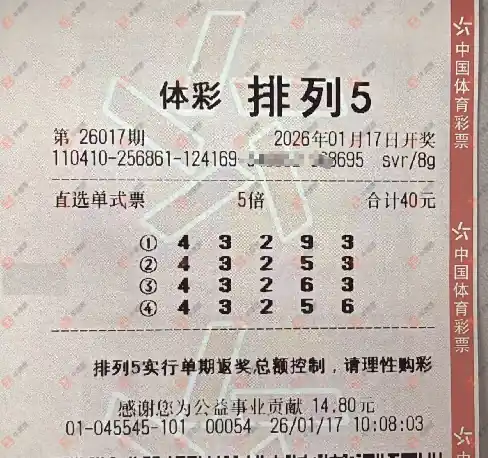 体彩 排列5
第 26017期 2026年01月17日开奖
110410-256861-124169 8695 svr/8g
直选单式票 5倍 合计40元
① 4 3 2 9 3
② 4 3 2 5 3
③ 4 3 2 6 3
④ 4 3 2 5 6
排列5实行单期返奖总额控制，请理性购彩
感谢您为公益事业贡献 14.80元
01-045545-101 00054 26/01/17 10:08:03
中国体育彩票
中国体育彩票